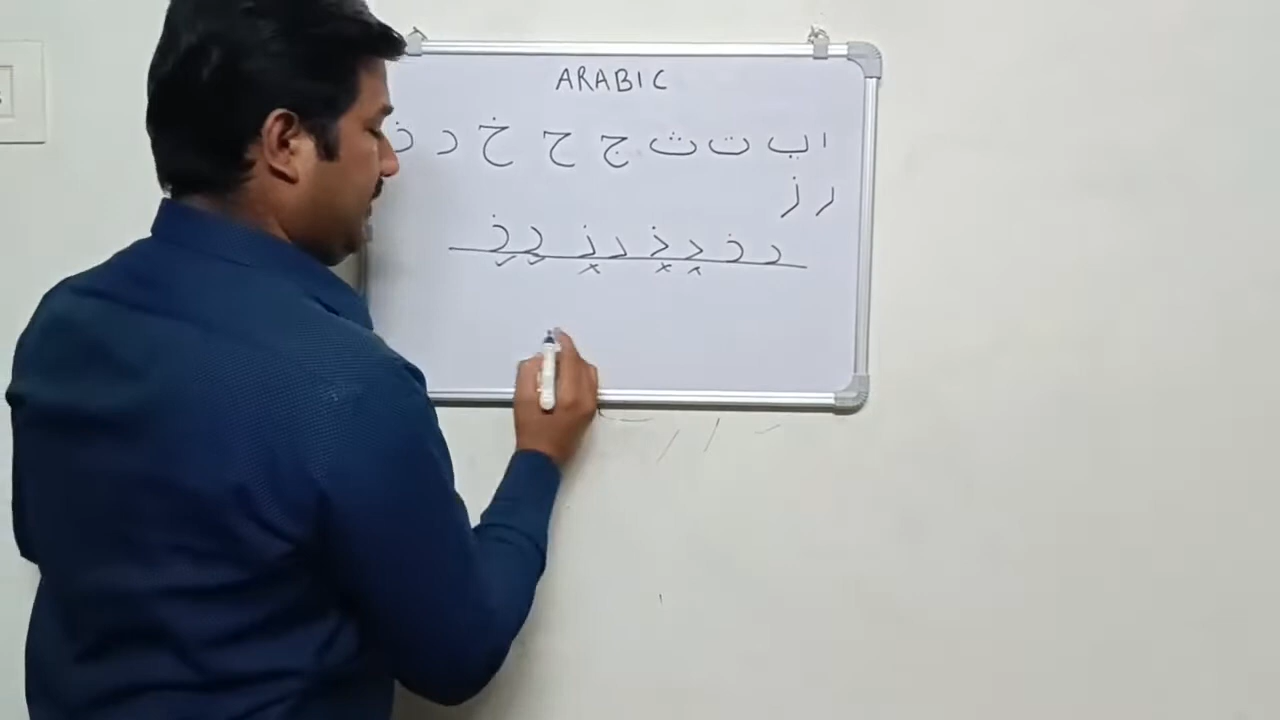 ARABIC
ا ب ت ث ج ح خ د ذ
ر ز
د ذ د ذ د ذ د ذ